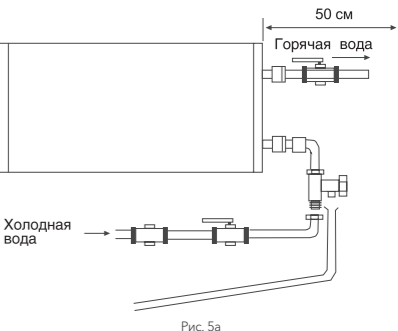 50 см
Горячая вода
Холодная
вода
Рис. 5а